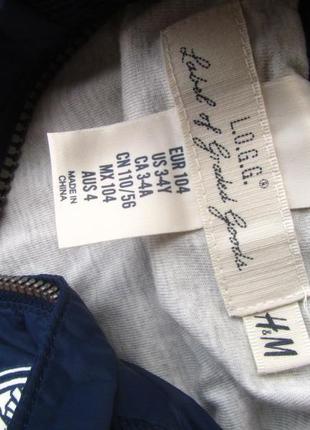 L.O.G.G.®
Label of Graded Goods
H&M
EUR 104
US 3-4Y
CA 3-4A
CN 110/56
MX 104
AUS 4
MADE IN
CHINA